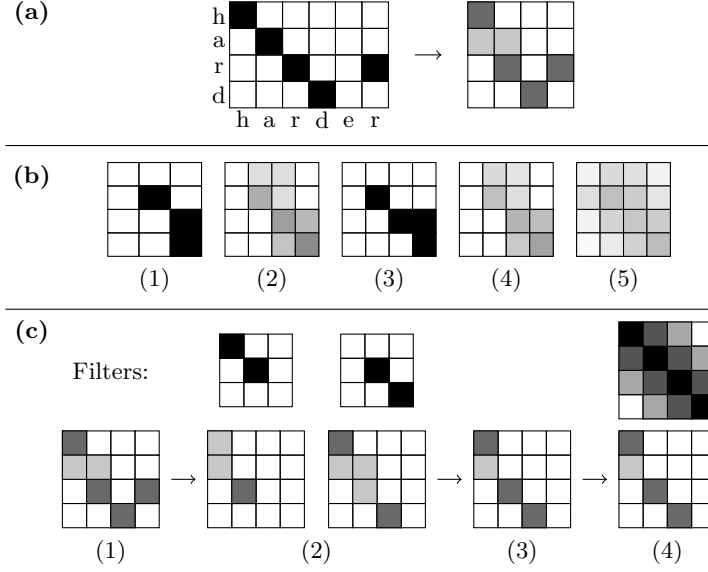 (a)
h
a
r
d
h a r d e r
→
(b)
(1) (2) (3) (4) (5)
(c)
Filters:
→ → →
(1) (2) (3) (4)